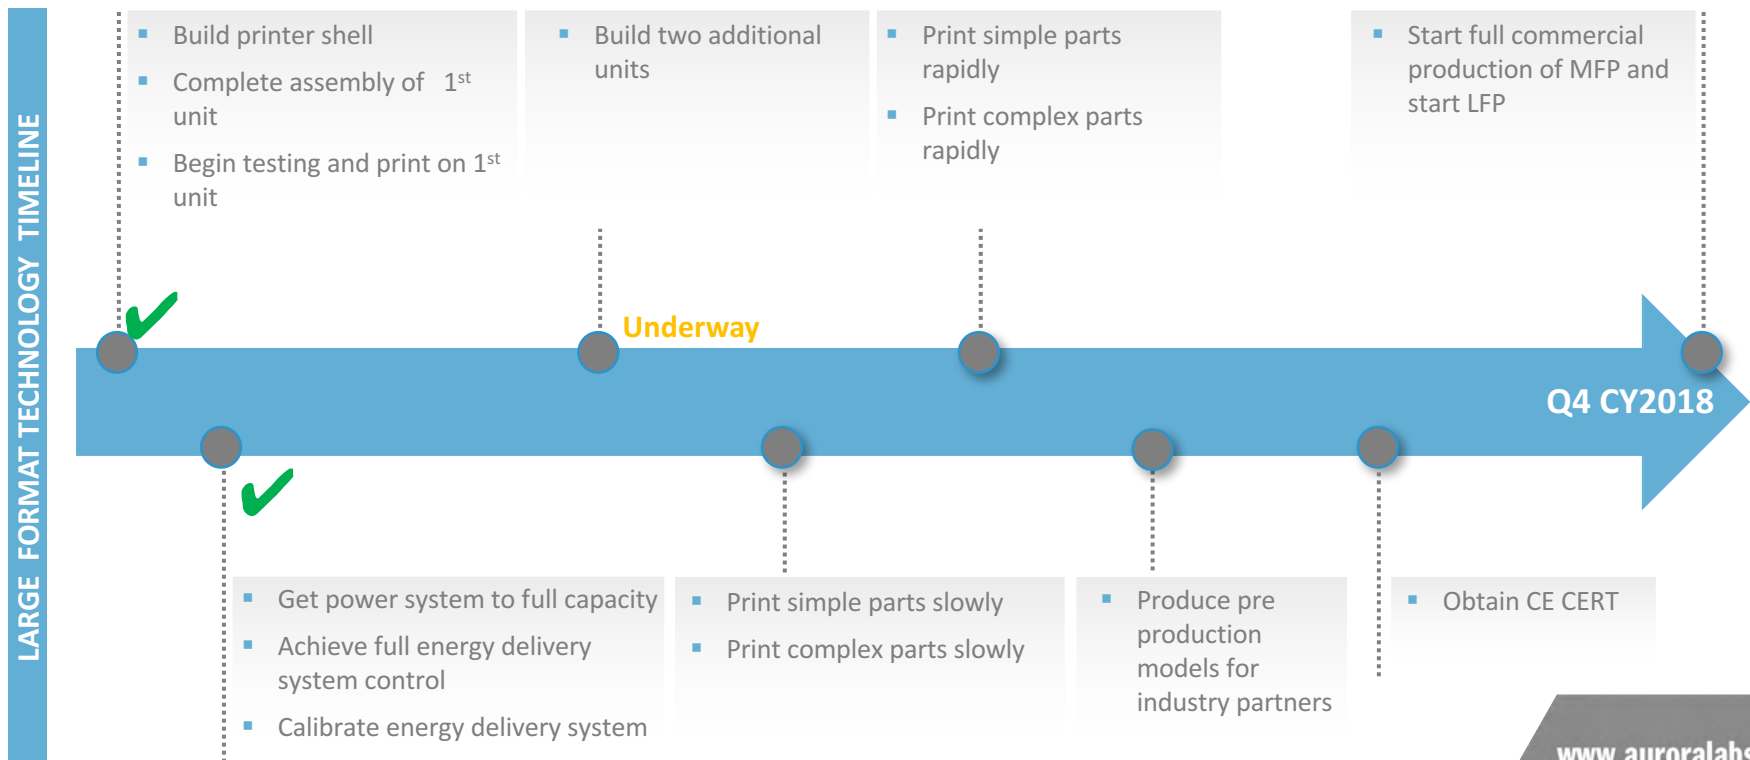 LARGE FORMAT TECHNOLOGY TIMELINE
Build printer shell
Complete assembly of 1st
unit
Begin testing and print on 1st
unit
Build two additional
units
Print simple parts
rapidly
Print complex parts
rapidly
Start full commercial
production of MFP and
start LFP
Underway
Q4 CY2018
Get power system to full capacity
Achieve full energy delivery
system control
Calibrate energy delivery system
Print simple parts slowly
Print complex parts slowly
Produce pre
production
models for
industry partners
Obtain CE CERT
www.auroralabs